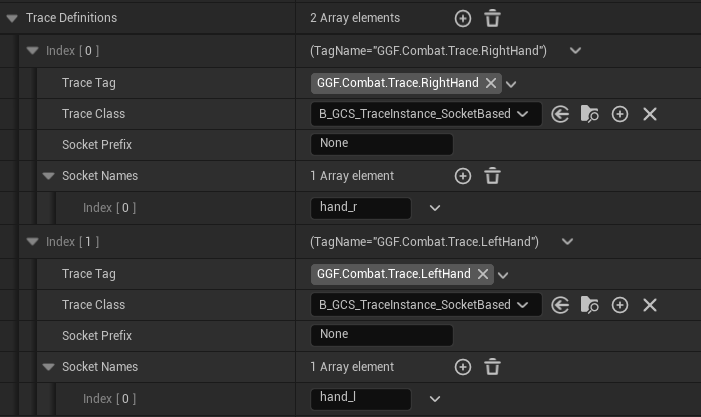 Trace Definitions 2 Array elements
Index [ 0 ] (TagName="GGF.Combat.Trace.RightHand")
Trace Tag GGF.Combat.Trace.RightHand
Trace Class B_GCS_TraceInstance_SocketBased
Socket Prefix None
Socket Names 1 Array element
Index [ 0 ] hand_r
Index [ 1 ] (TagName="GGF.Combat.Trace.LeftHand")
Trace Tag GGF.Combat.Trace.LeftHand
Trace Class B_GCS_TraceInstance_SocketBased
Socket Prefix None
Socket Names 1 Array element
Index [ 0 ] hand_l